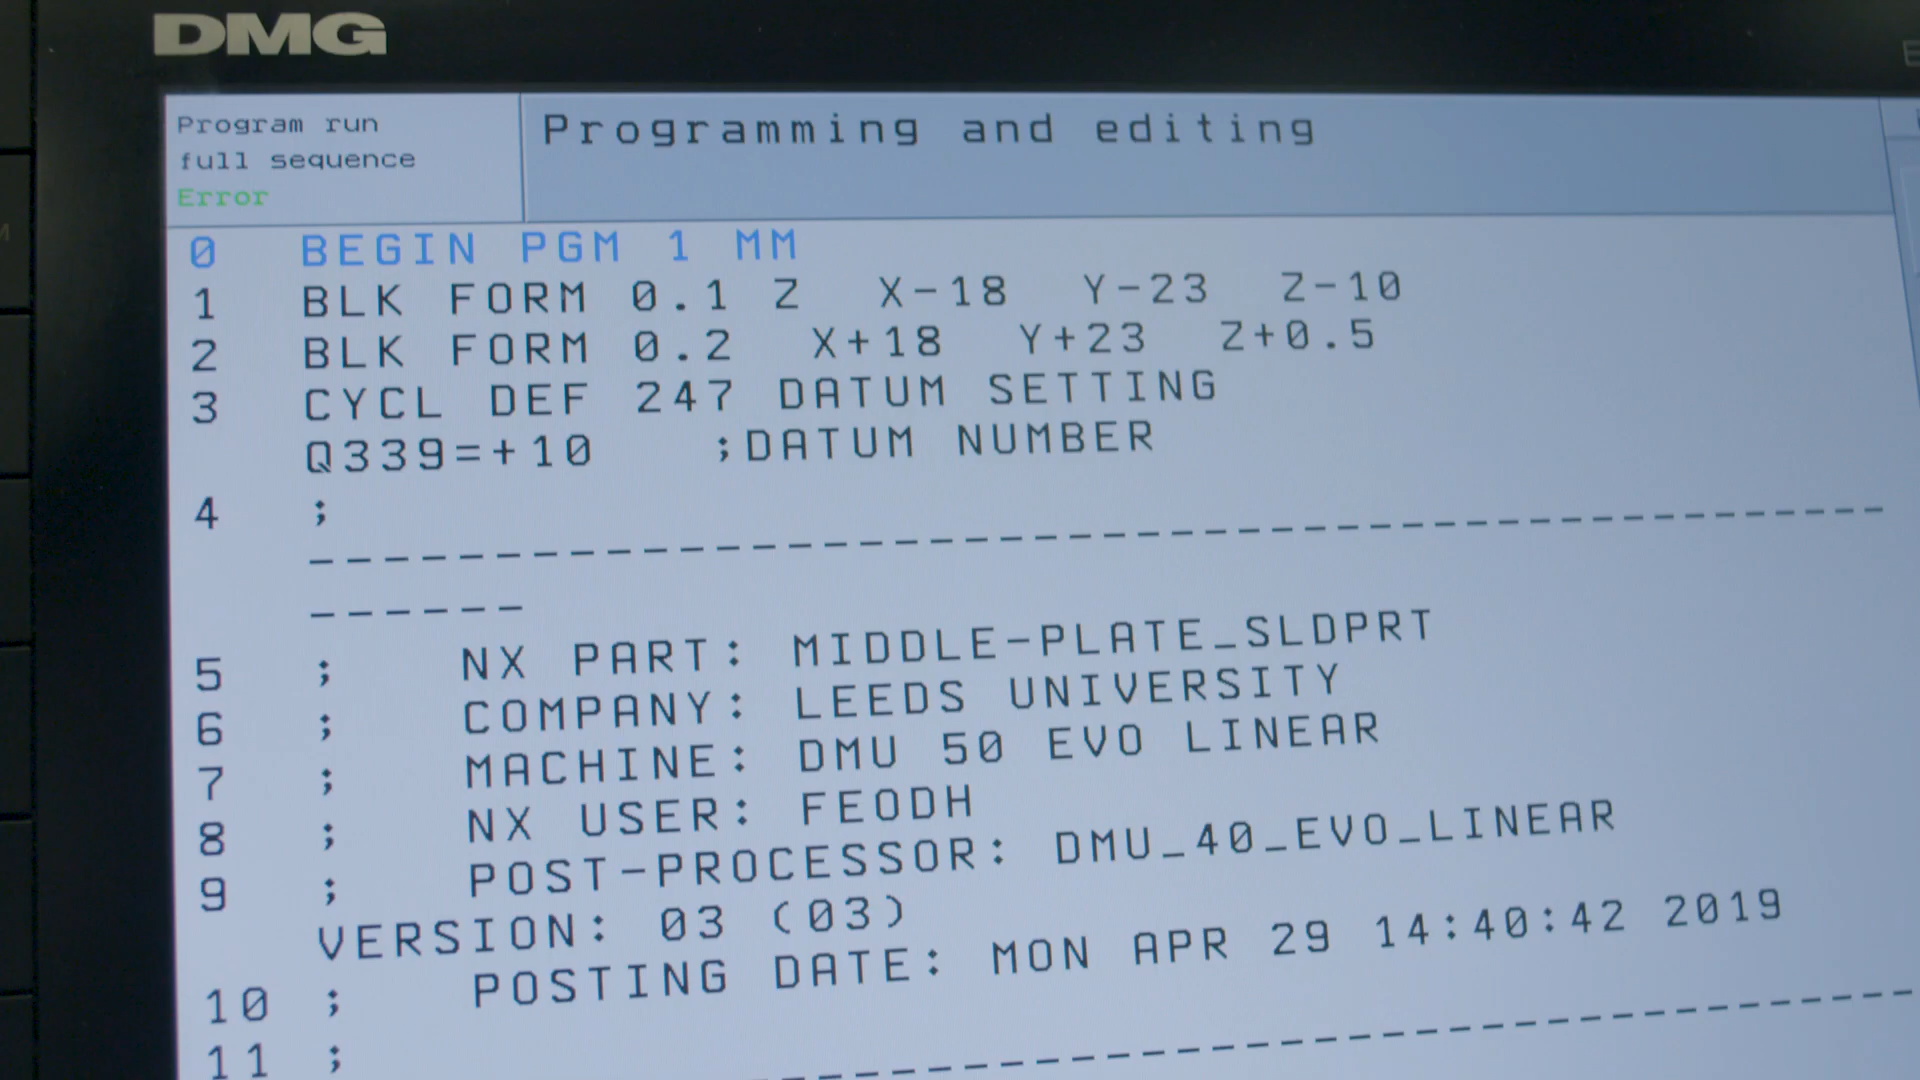 DMG
Program run
full sequence
Error
Programming and editing
0 BEGIN PGM 1 MM
1 BLK FORM 0.1 Z X-18 Y-23 Z-10
2 BLK FORM 0.2 X+18 Y+23 Z+0.5
3 CYCL DEF 247 DATUM SETTING
Q339=+10 ;DATUM NUMBER
4 ;
-------------------------------------------
------
5 ; NX PART: MIDDLE-PLATE_SLDPRT
6 ; COMPANY: LEEDS UNIVERSITY
7 ; MACHINE: DMU 50 EVO LINEAR
8 ; NX USER: FEODH
9 ; POST-PROCESSOR: DMU_40_EVO_LINEAR
VERSION: 03 (03)
10 ; POSTING DATE: MON APR 29 14:40:42 2019
11 ;